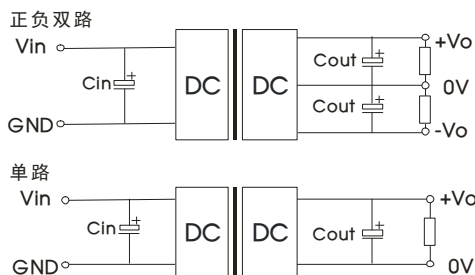 正负双路
Vin
+Vo
Cout
Cin
DC
DC
0V
Cout
GND
-Vo
单路
Vin
+Vo
Cin
DC
DC
Cout
GND
0V